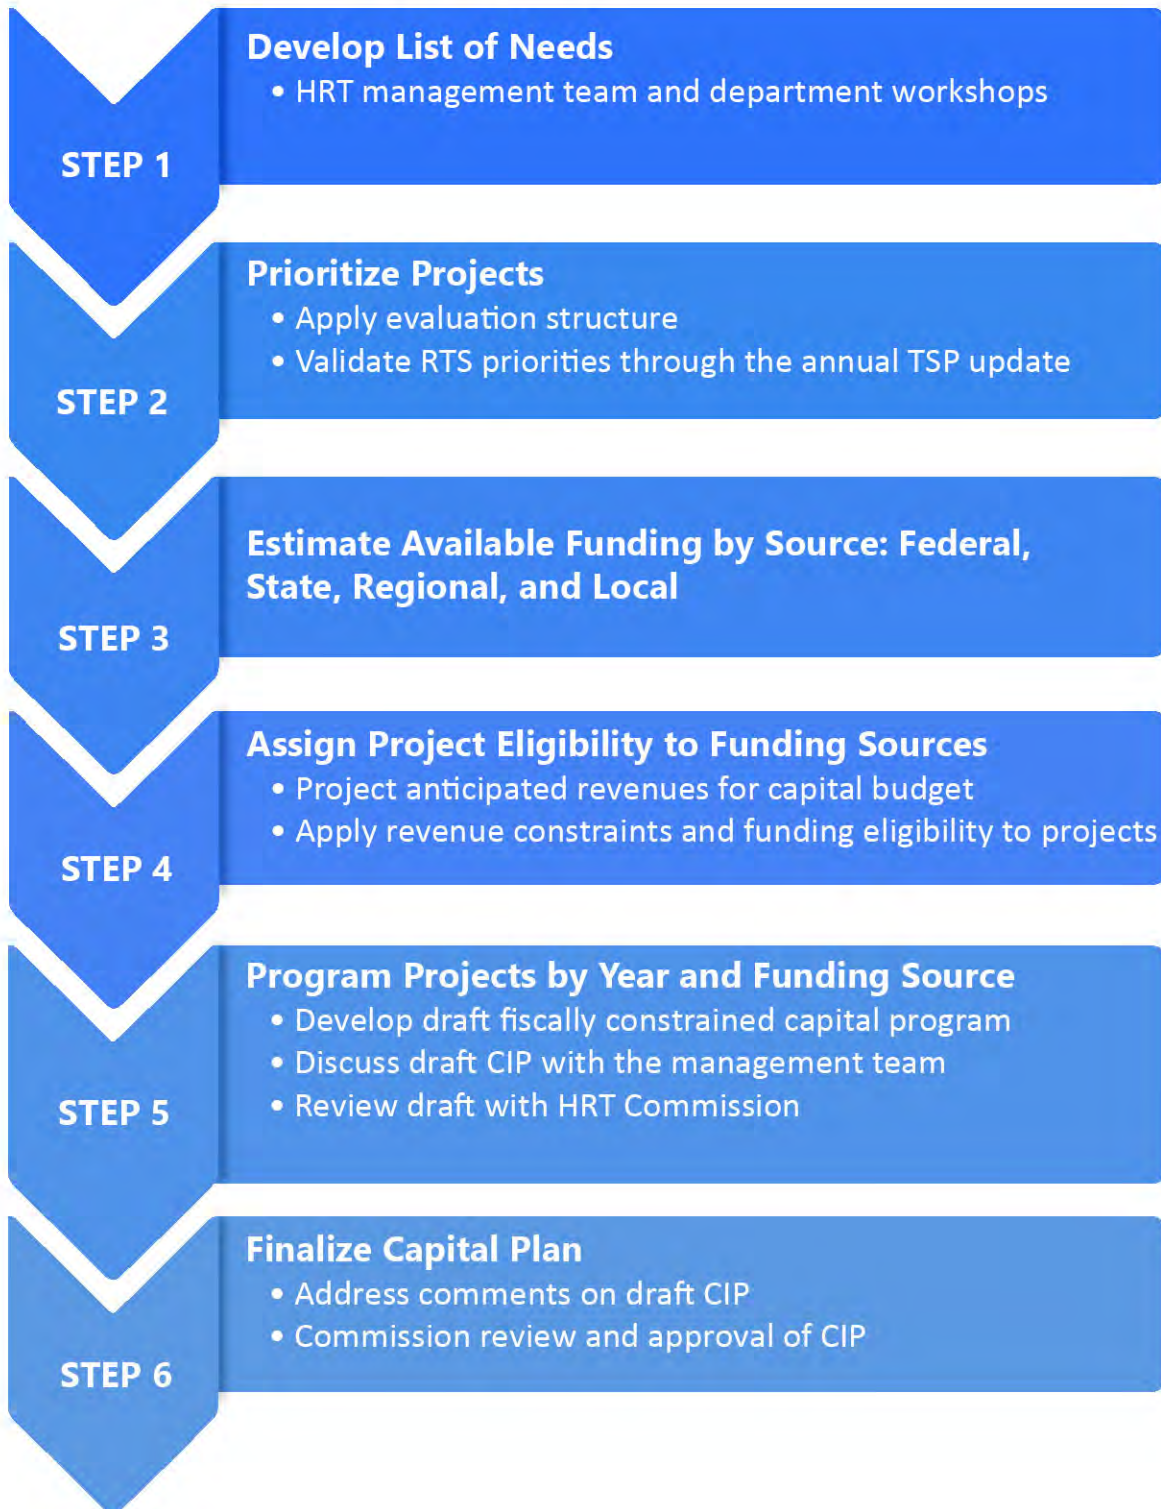 Develop List of Needs
• HRT management team and department workshops
STEP 1
Prioritize Projects
• Apply evaluation structure
• Validate RTS priorities through the annual TSP update
STEP 2
Estimate Available Funding by Source: Federal,
State, Regional, and Local
STEP 3
Assign Project Eligibility to Funding Sources
• Project anticipated revenues for capital budget
• Apply revenue constraints and funding eligibility to projects
STEP 4
Program Projects by Year and Funding Source
• Develop draft fiscally constrained capital program
• Discuss draft CIP with the management team
• Review draft with HRT Commission
STEP 5
Finalize Capital Plan
• Address comments on draft CIP
• Commission review and approval of CIP
STEP 6